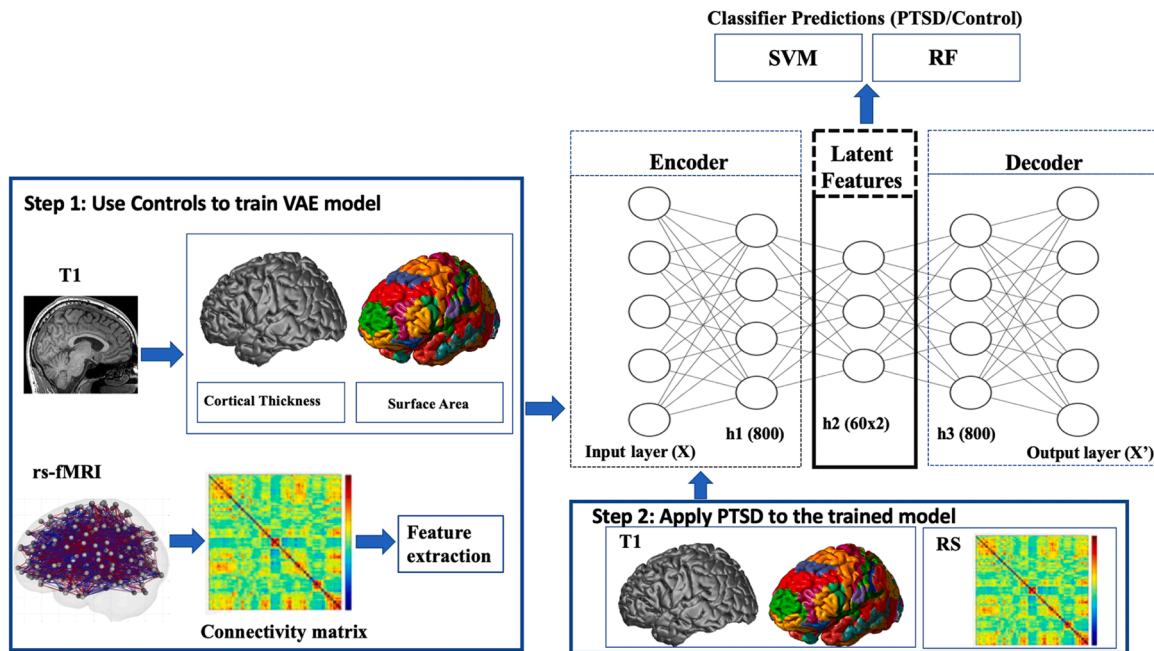 Classifier Predictions (PTSD/Control)
SVM
RF
Encoder
Latent
Features
Decoder
h1 (800)
h2 (60x2)
h3 (800)
Input layer (X)
Output layer (X’)
Step 1: Use Controls to train VAE model
T1
Cortical Thickness
Surface Area
rs-fMRI
Feature
extraction
Connectivity matrix
Step 2: Apply PTSD to the trained model
T1
RS